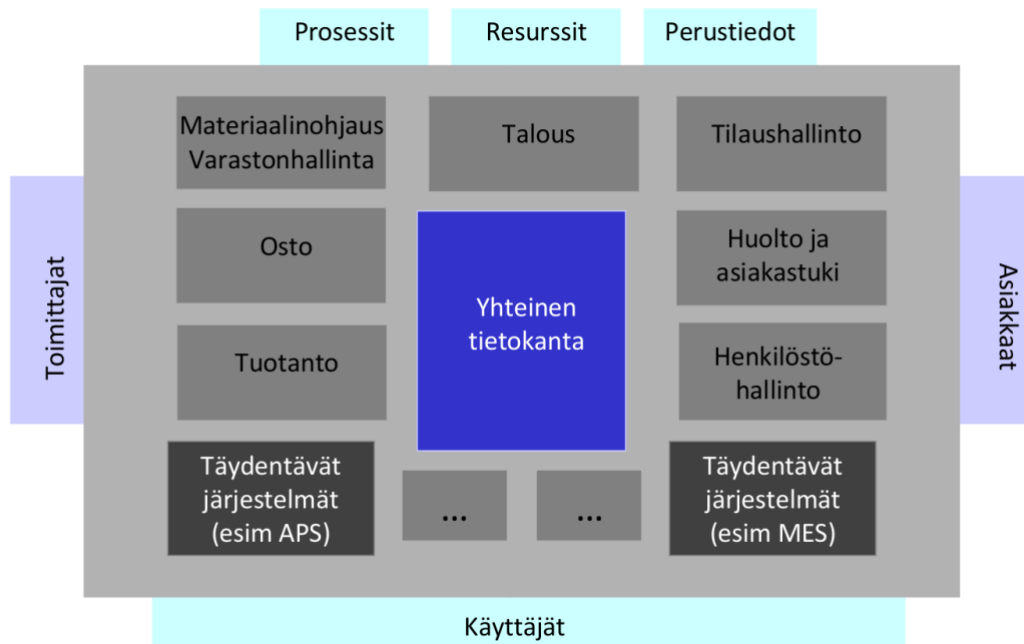 Prosessit
Resurssit
Perustiedot
Materiaalinohjaus
Varastonhallinta
Talous
Tilaushallinto
Toimittajat
Osto
Yhteinen
tietokanta
Huolto ja
asiakastuki
Asiakkaat
Tuotanto
Henkilöstö-
hallinto
Täydentävät
järjestelmät
(esim APS)
...
...
Täydentävät
järjestelmät
(esim MES)
Käyttäjät